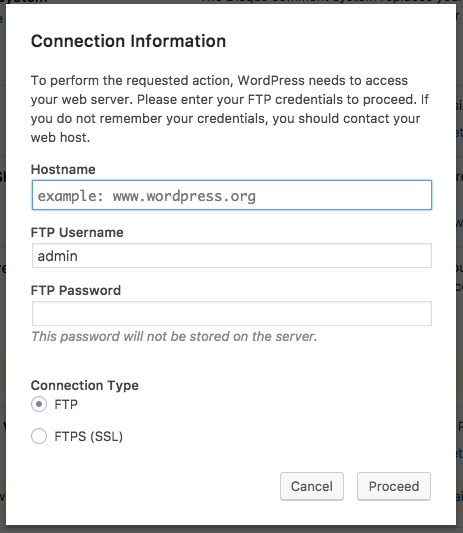 Connection Information
To perform the requested action, WordPress needs to access
your web server. Please enter your FTP credentials to proceed. If
you do not remember your credentials, you should contact your
web host.
Hostname
example: www.wordpress.org
FTP Username
admin
FTP Password
This password will not be stored on the server.
Connection Type
FTP
FTPS (SSL)
Cancel
Proceed